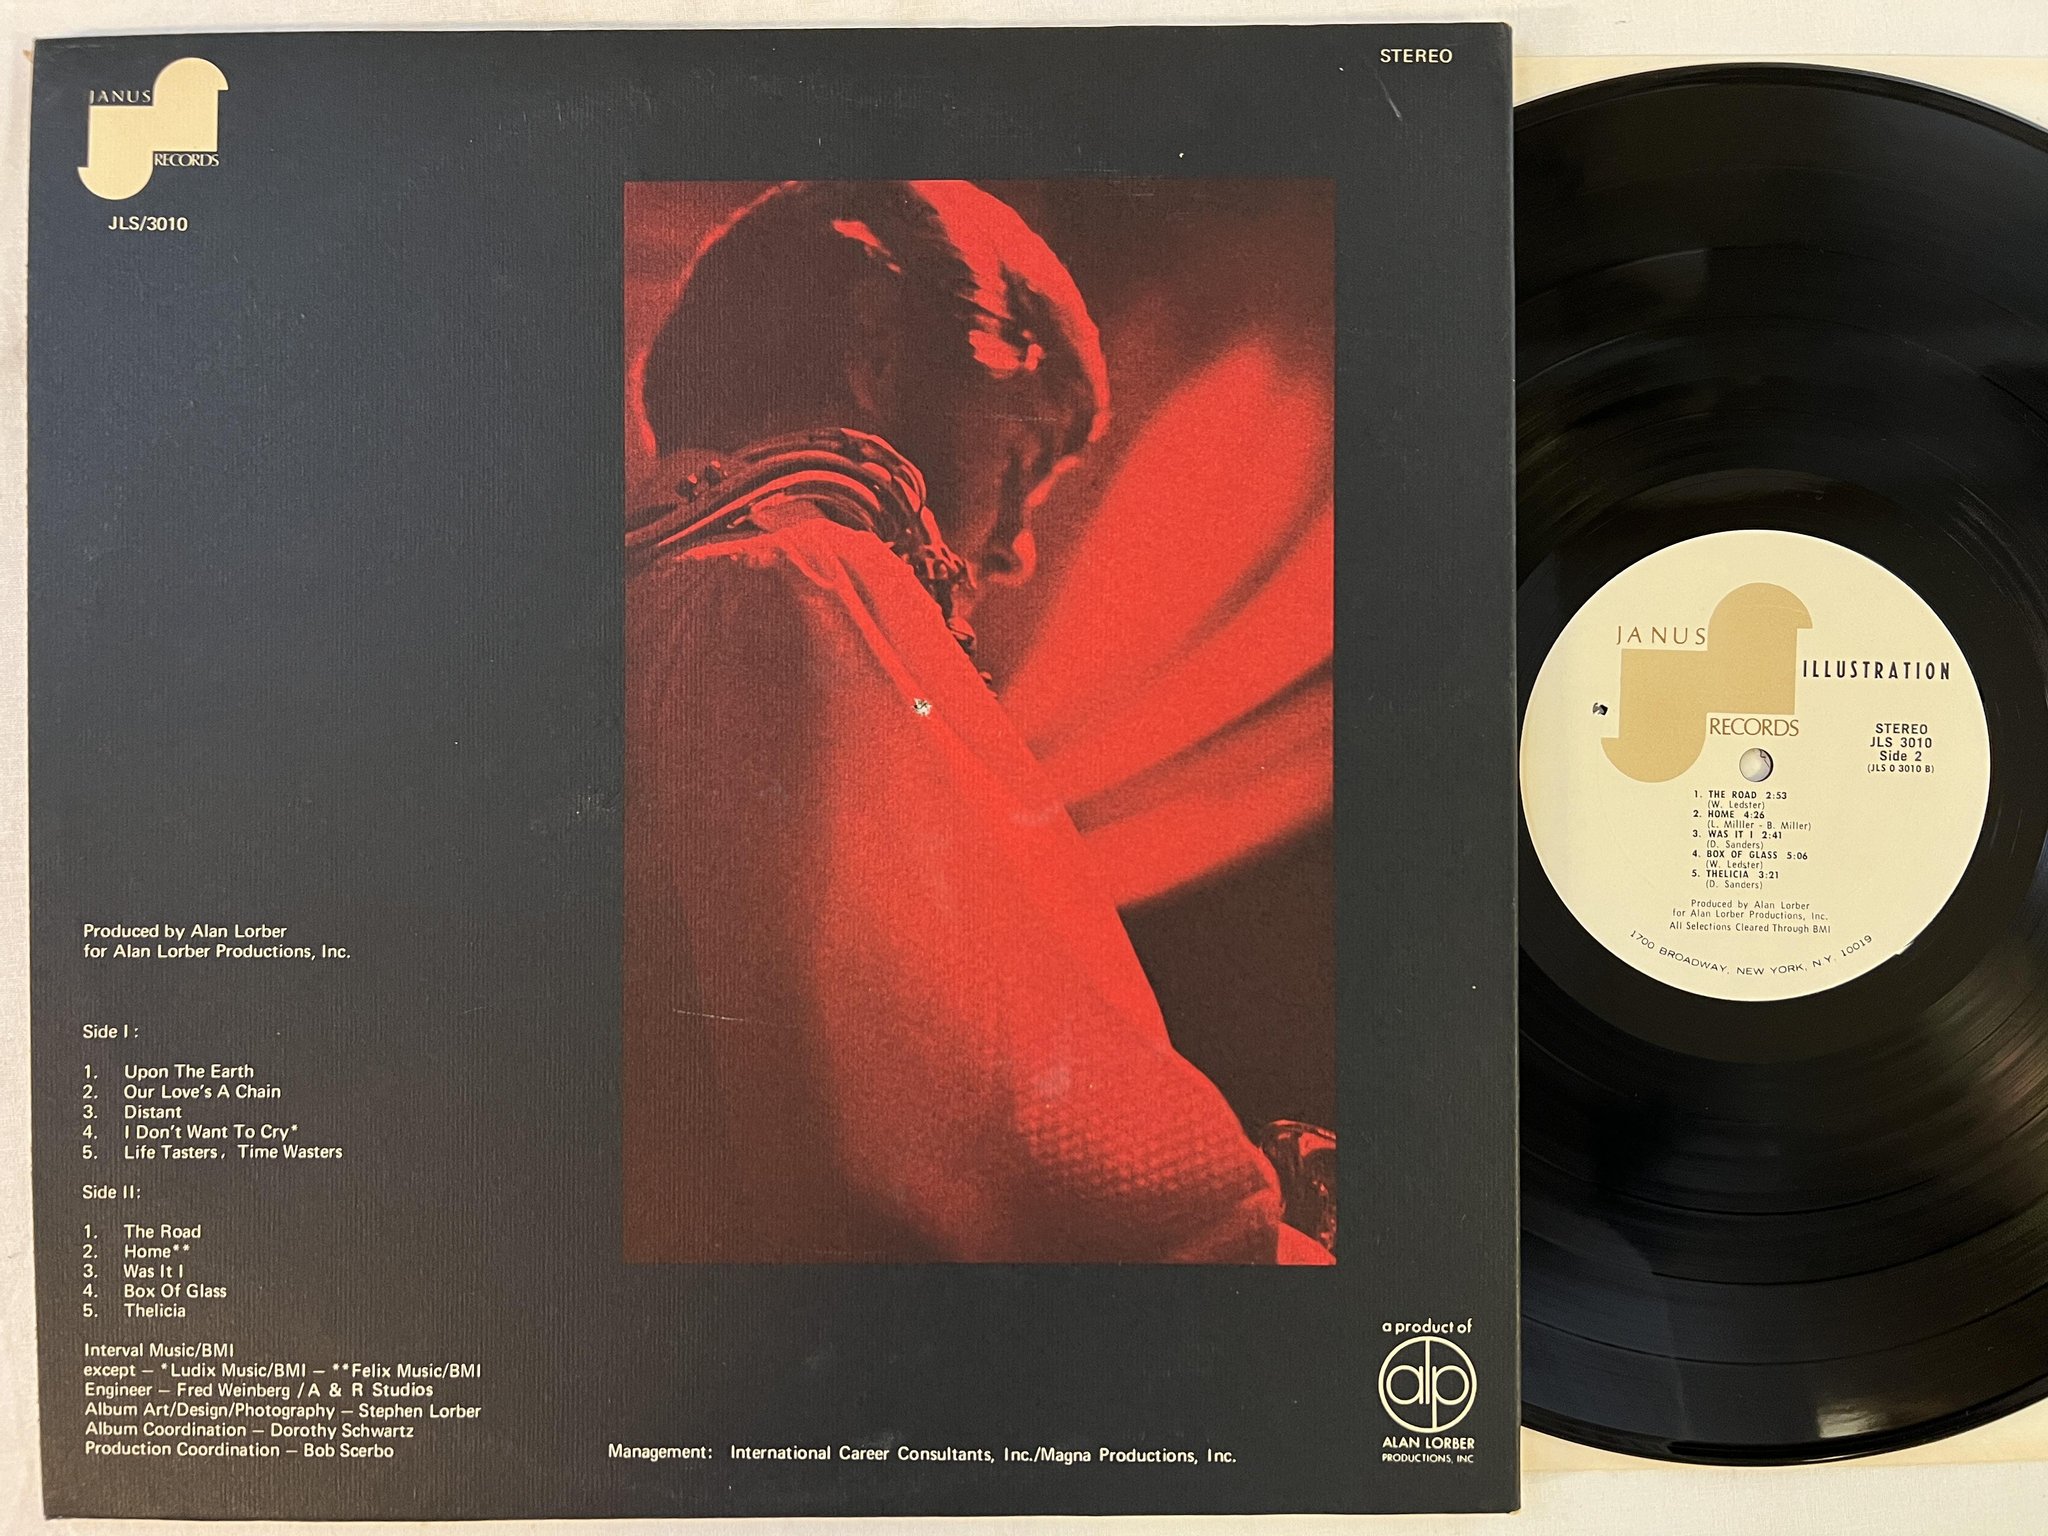 JANUS
RECORDS
JLS/3010
STEREO
Produced by Alan Lorber
for Alan Lorber Productions, Inc.
Side I :
1. Upon The Earth
2. Our Love's A Chain
3. Distant
4. I Don't Want To Cry*
5. Life Tasters, Time Wasters
Side II:
1. The Road
2. Home**
3. Was It I
4. Box Of Glass
5. Thelicia
Interval Music/BMI
except — *Ludix Music/BMI — **Felix Music/BMI
Engineer — Fred Weinberg / A & R Studios
Album Art/Design/Photography — Stephen Lorber
Album Coordination — Dorothy Schwartz
Production Coordination — Bob Scerbo
Management: International Career Consultants, Inc./Magna Productions, Inc.
a product of
alp
ALAN LORBER
PRODUCTIONS, INC
JANUS
RECORDS
ILLUSTRATION
STEREO
JLS 3010
Side 2
(JLS 0 3010 B)
1. THE ROAD 2:53
(W. Ledster)
2. HOME 4:26
(L. Milller - B. Miller)
3. WAS IT I 2:41
(D. Sanders)
4. BOX OF GLASS 5:06
(W. Ledster)
5. THELICIA 3:21
(D. Sanders)
Produced by Alan Lorber
for Alan Lorber Productions, Inc.
All Selections Cleared Through BMI
1700 BROADWAY, NEW YORK, N.Y. 10019